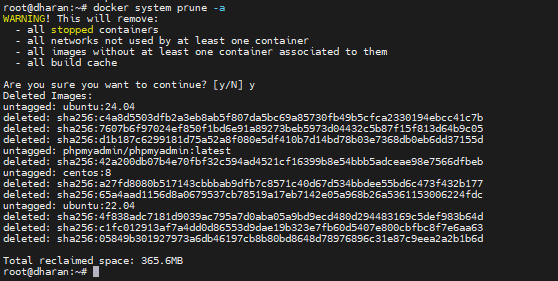 root@dharan:~# docker system prune -a
WARNING! This will remove:
  - all stopped containers
  - all networks not used by at least one container
  - all images without at least one container associated to them
  - all build cache

Are you sure you want to continue? [y/N] y
Deleted Images:
untagged: ubuntu:24.04
deleted: sha256:c4a8d5503dfb2a3eb8ab5f807da5bc69a85730fb49b5cfca2330194ebcc41c7b
deleted: sha256:7607b6f97024ef850f1bd6e91a89273beb5973d04432c5b87f15f813d64b9c05
deleted: sha256:d1b187c6299181d75a52a8f080e5df410b7d14bd78b03e7368db0eb6dd37155d
untagged: phpmyadmin/phpmyadmin:latest
deleted: sha256:42a200db07b4e70fbf32c594ad4521cf16399b8e54bbb5adceae98e7566dfbeb
untagged: centos:8
deleted: sha256:a27fd8080b517143cbbbab9dfb7c8571c40d67d534bbdee55bd6c473f432b177
deleted: sha256:65a4aad1156d8a0679537cb78519a17eb7142e05a968b26a5361153006224fdc
untagged: ubuntu:22.04
deleted: sha256:4f838adc7181d9039ac795a7d0aba05a9bd9ecd480d294483169c5def983b64d
deleted: sha256:c1fc012913af7a4dd0d86553d9dae19b323e7fb60d5407e800cbfbc8f7e6aa63
deleted: sha256:05849b301927973a6db46197cb8b80bd8648d78976896c31e87c9eea2a2b1b6d

Total reclaimed space: 365.6MB
root@dharan:~#